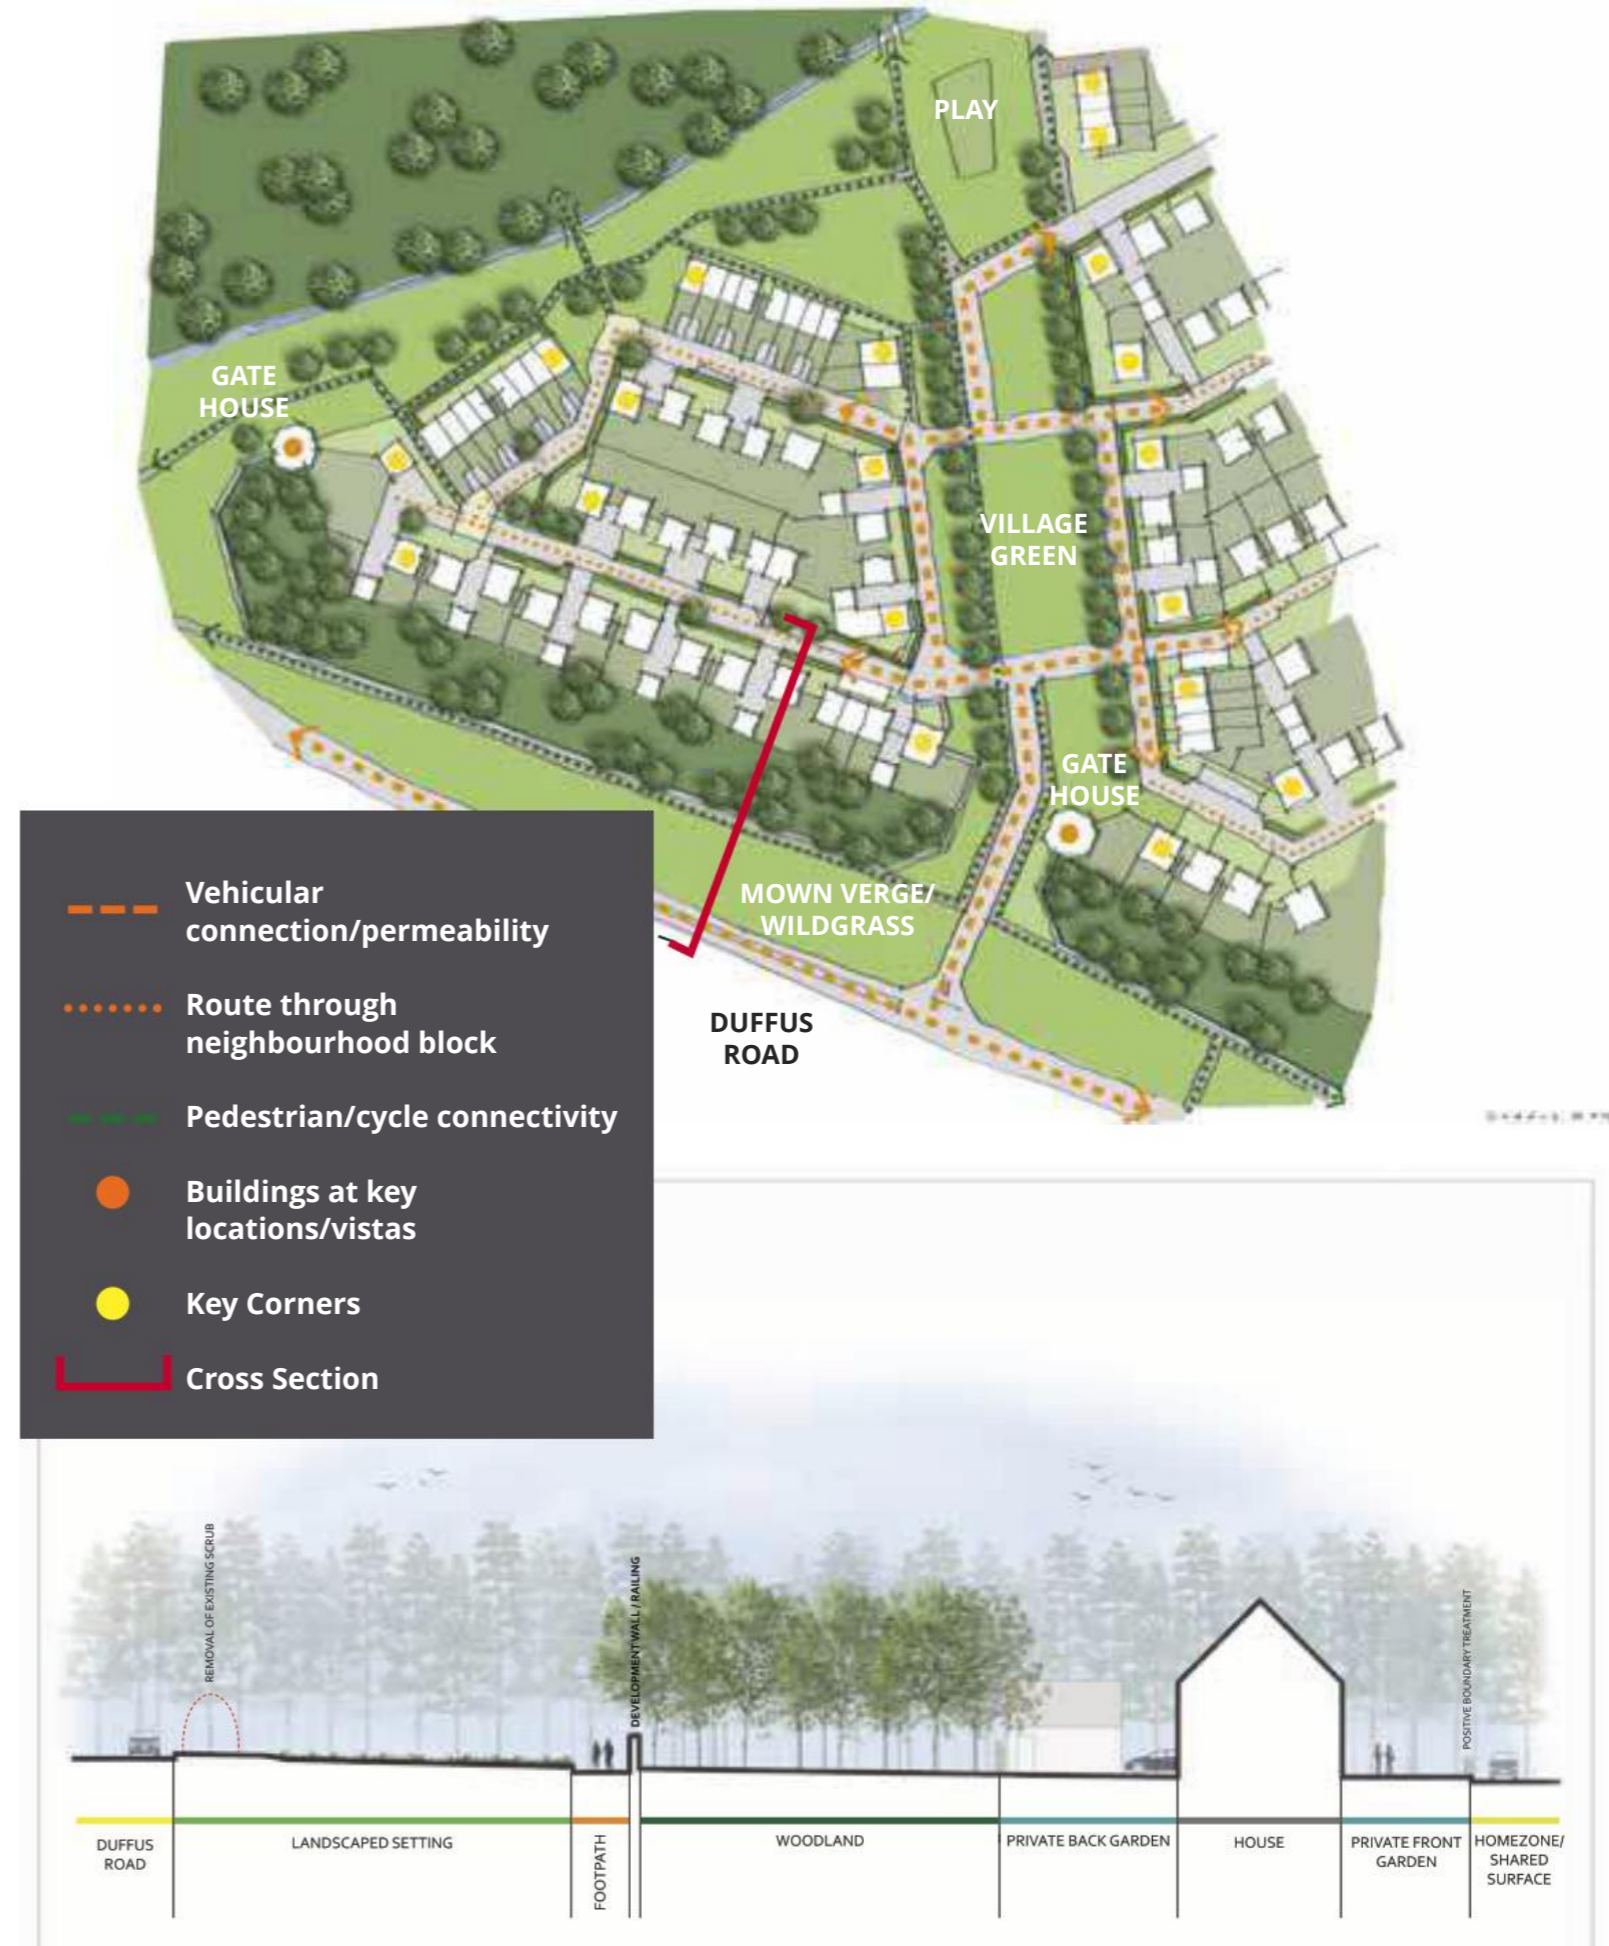 PLAY
GATE
HOUSE
VILLAGE
GREEN
GATE
HOUSE
MOWN VERGE/
WILDGRASS
DUFFUS
ROAD
Vehicular
connection/permeability
Route through
neighbourhood block
Pedestrian/cycle connectivity
Buildings at key
locations/vistas
Key Corners
Cross Section
REMOVAL OF EXISTING SCRUB
DEVELOPMENT WALL / RAILING
POSITIVE BOUNDARY TREATMENT
DUFFUS
ROAD
LANDSCAPED SETTING
FOOTPATH
WOODLAND
PRIVATE BACK GARDEN
HOUSE
PRIVATE FRONT
GARDEN
HOMEZONE/
SHARED
SURFACE